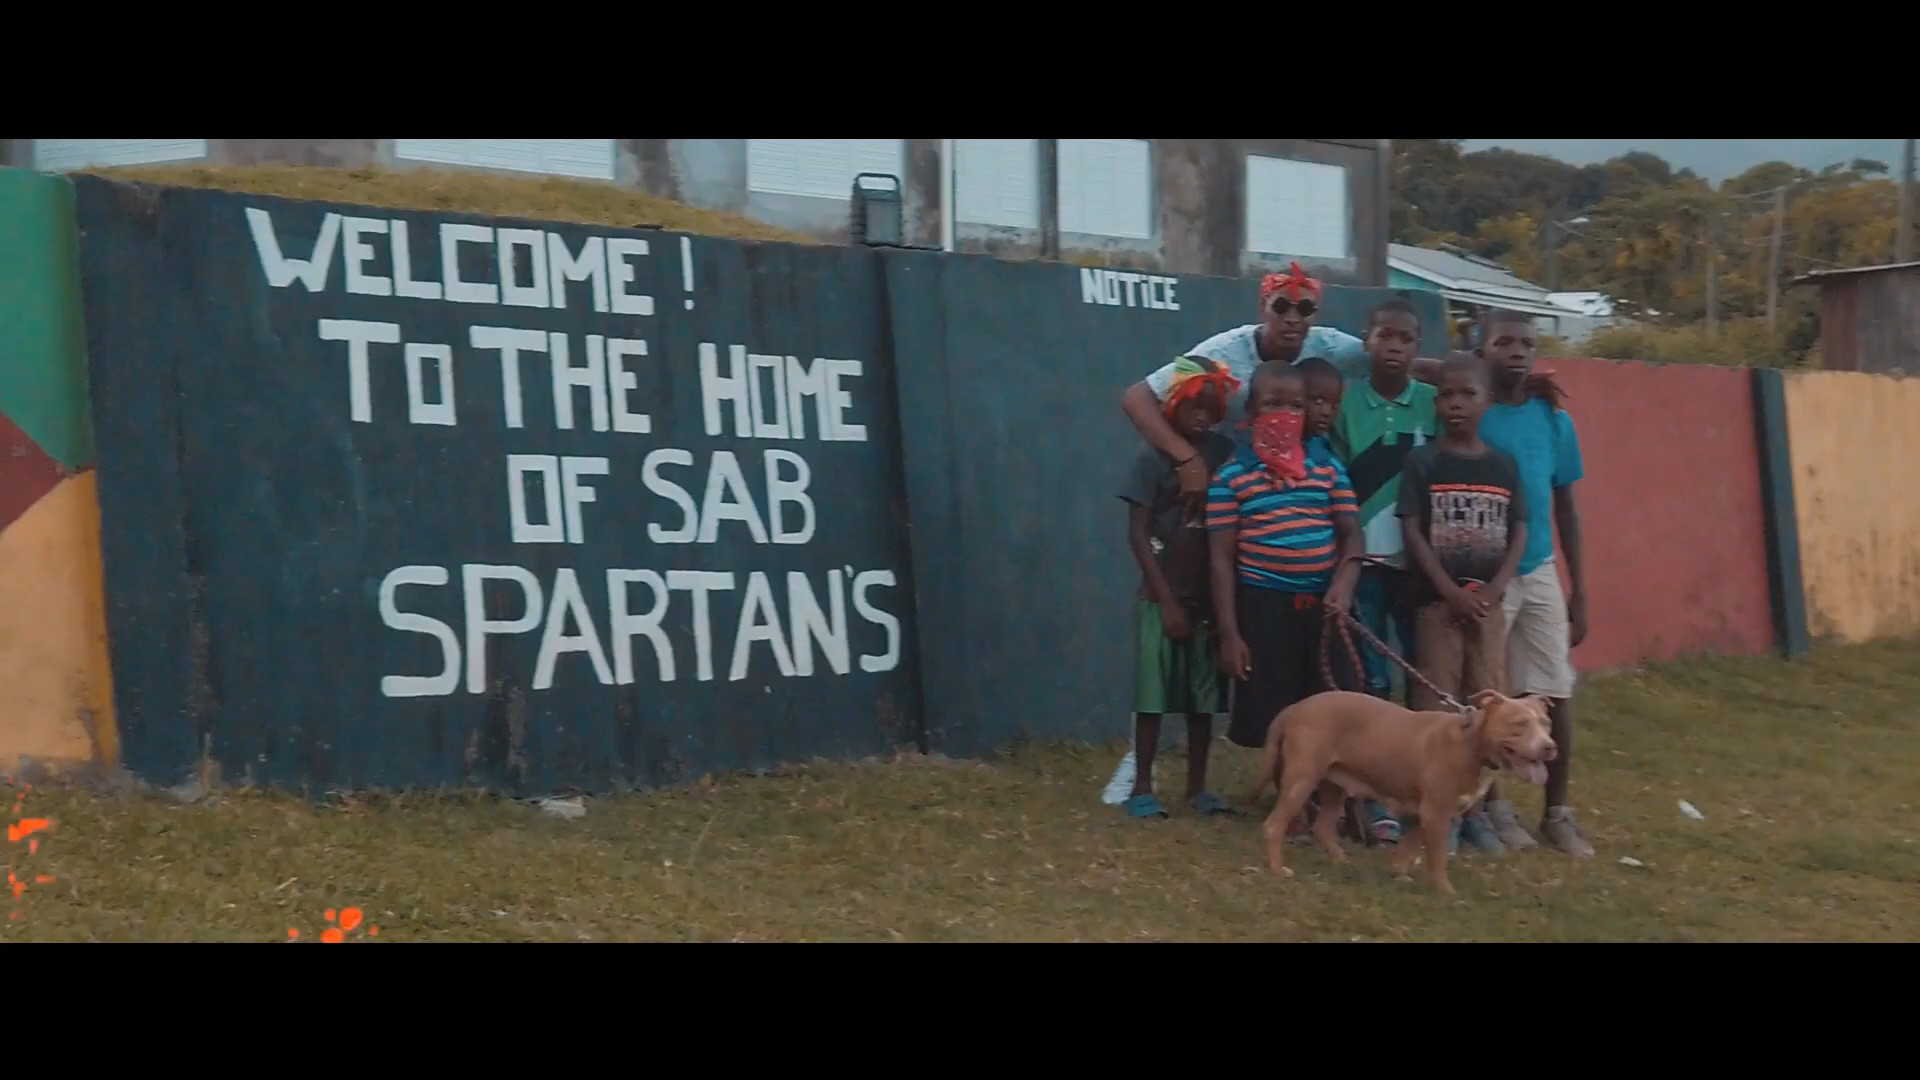 WELCOME !
TO THE HOME
OF SAB
SPARTAN'S
NOTiCE